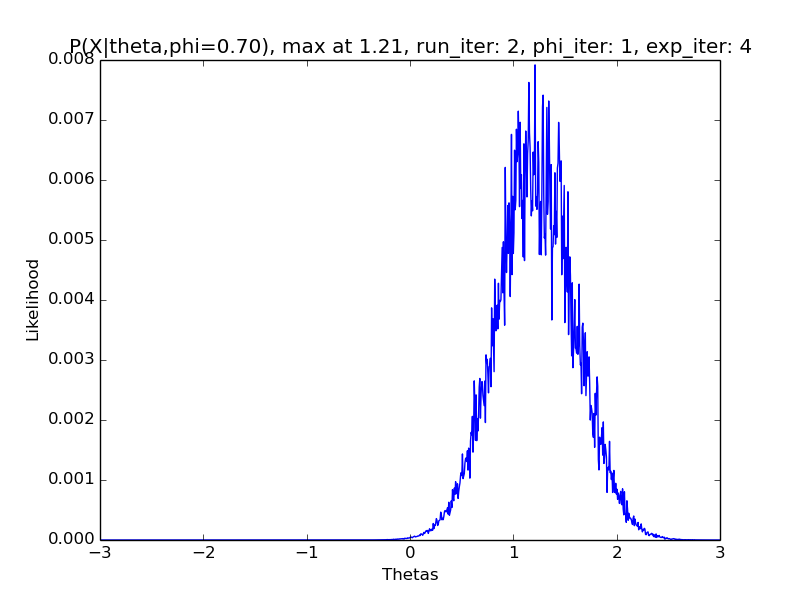 P(X|theta,phi=0.70), max at 1.21, run_iter: 2, phi_iter: 1, exp_iter: 4
0.008
0.007
0.006
0.005
0.004
0.003
0.002
0.001
0.000
Likelihood
−3 −2 −1 0 1 2 3
Thetas